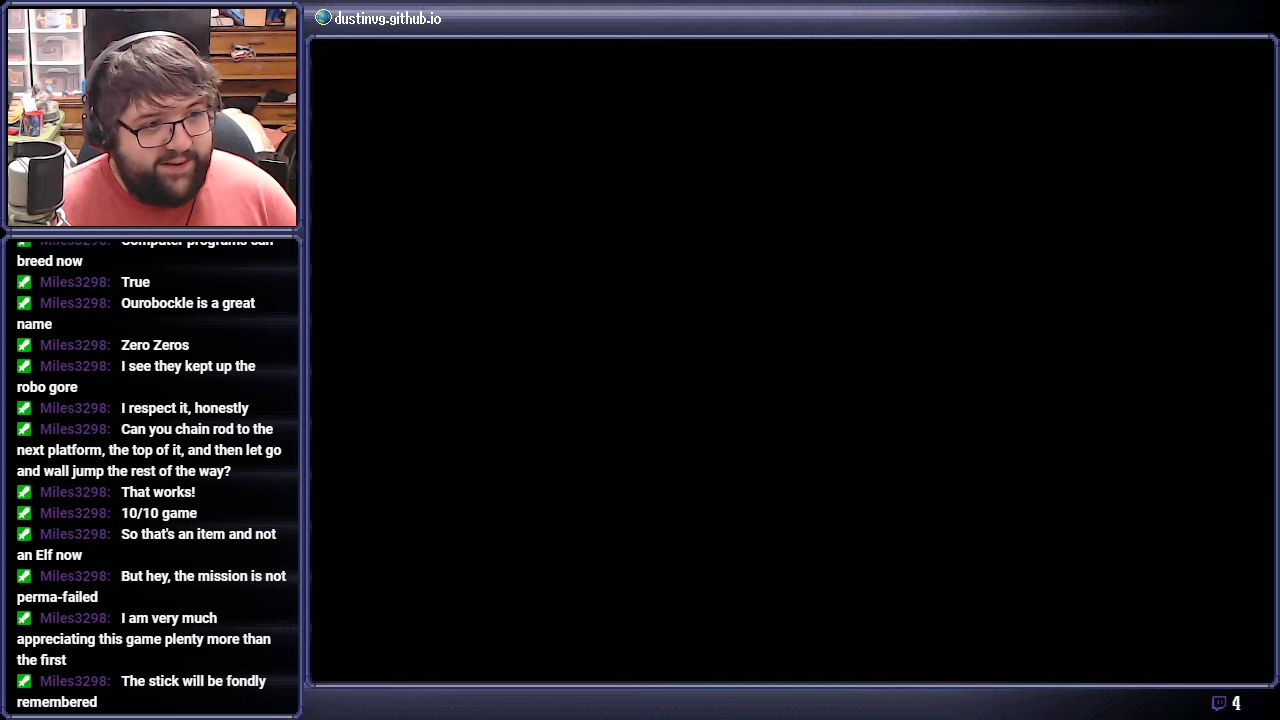 dustinvg.github.io
Miles3298: Computer programs can
breed now
Miles3298: True
Miles3298: Ourobockle is a great
name
Miles3298: Zero Zeros
Miles3298: I see they kept up the
robo gore
Miles3298: I respect it, honestly
Miles3298: Can you chain rod to the
next platform, the top of it, and then let go
and wall jump the rest of the way?
Miles3298: That works!
Miles3298: 10/10 game
Miles3298: So that's an item and not
an Elf now
Miles3298: But hey, the mission is not
perma-failed
Miles3298: I am very much
appreciating this game plenty more than
the first
Miles3298: The stick will be fondly
remembered
4